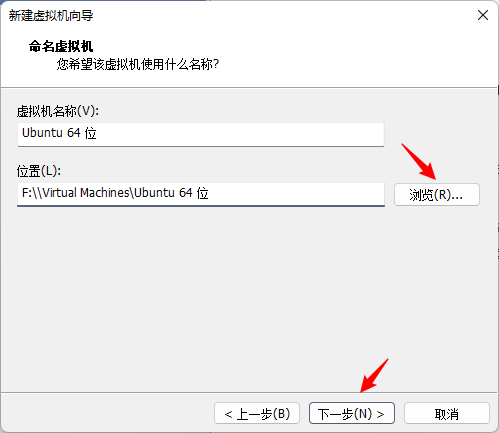 新建虚拟机向导
命名虚拟机
您希望该虚拟机使用什么名称?
虚拟机名称(V):
Ubuntu 64 位
位置(L):
F:\\Virtual Machines\Ubuntu 64 位
浏览(R)...
< 上一步(B)
下一步(N) >
取消